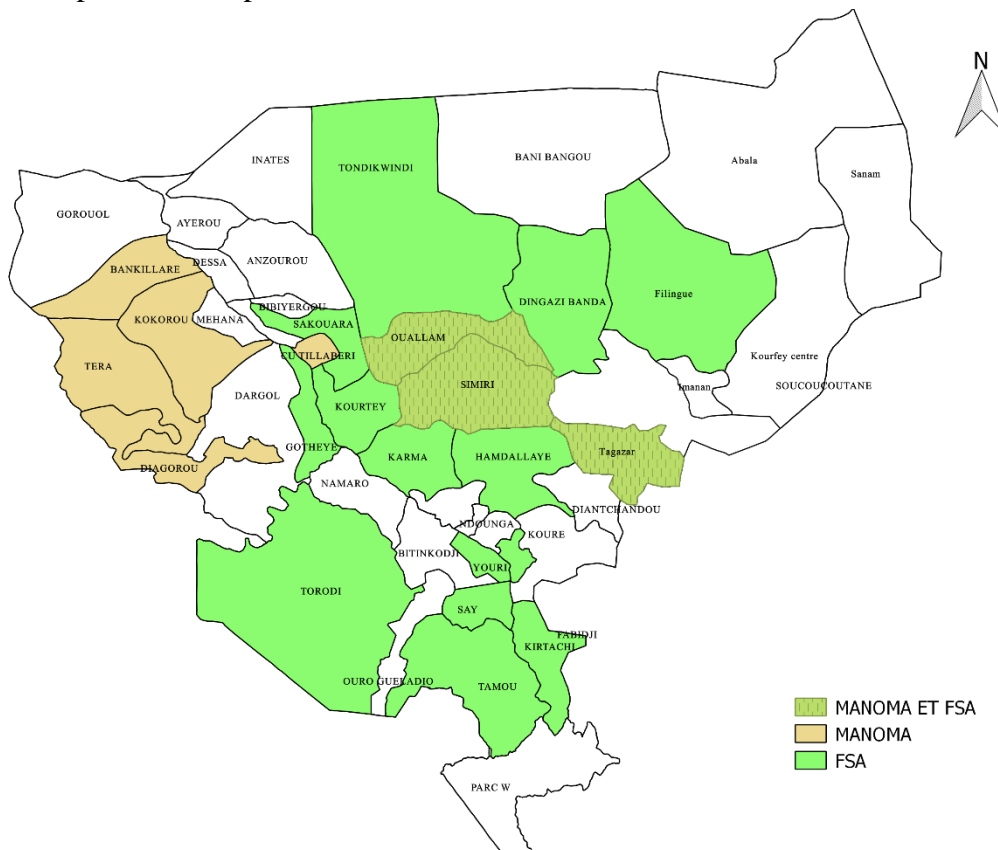 N
INATES
TONDIKWINDI
BANI BANGOU
Abala
Sanam
GOROUOL
AYEROU
DESSA
ANZOUROU
BANKILLARE
DINGAZI BANDA
Filingue
BIBIYERGOU
KOKOROU
MEHANA
SAKOUARA
OUALLAM
CU TILLABERI
Kourfey centre
TERA
SIMIRI
Imanan
SOUCOUCOUTANE
DARGOL
KOURTEY
GOTHEYE
KARMA
HAMDALLAYE
Tagazar
DIAGOROU
NAMARO
DIANTCHANDOU
NDOUNGA
KOURE
BITINKODJI
YOURI
TORODI
SAY
FABIDJI
KIRTACHI
OURO GUELADIO
TAMOU
MANOMA ET FSA
MANOMA
FSA
PARC W